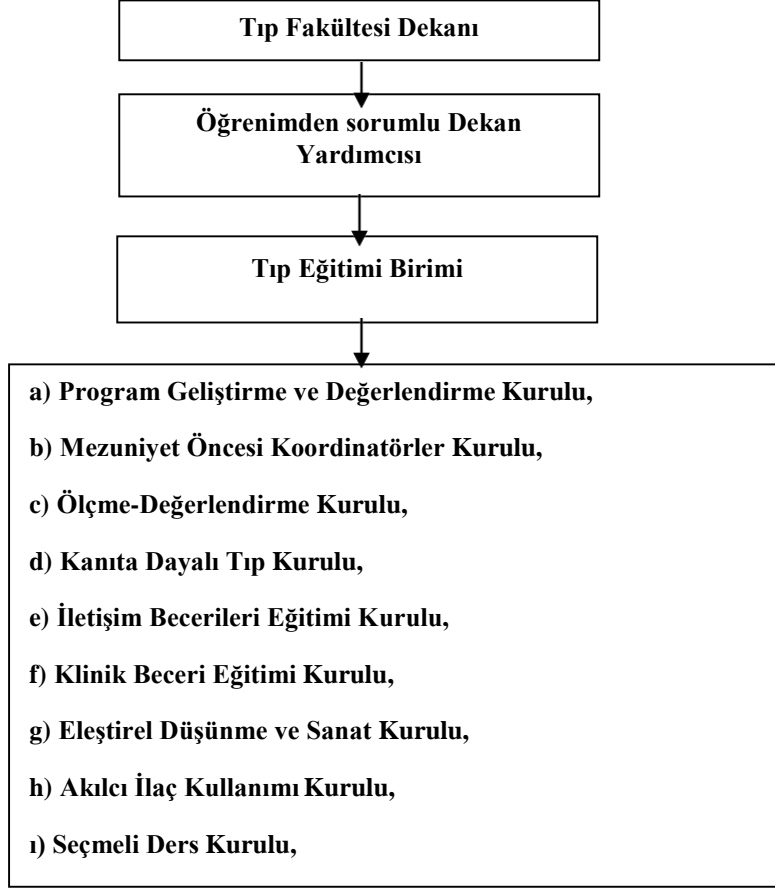 Tıp Fakültesi Dekanı
Öğrenimden sorumlu Dekan
Yardımcısı
Tıp Eğitimi Birimi
a) Program Geliştirme ve Değerlendirme Kurulu,
b) Mezuniyet Öncesi Koordinatörler Kurulu,
c) Ölçme-Değerlendirme Kurulu,
d) Kanıta Dayalı Tıp Kurulu,
e) İletişim Becerileri Eğitimi Kurulu,
f) Klinik Beceri Eğitimi Kurulu,
g) Eleştirel Düşünme ve Sanat Kurulu,
h) Akılcı İlaç Kullanımı Kurulu,
ı) Seçmeli Ders Kurulu,